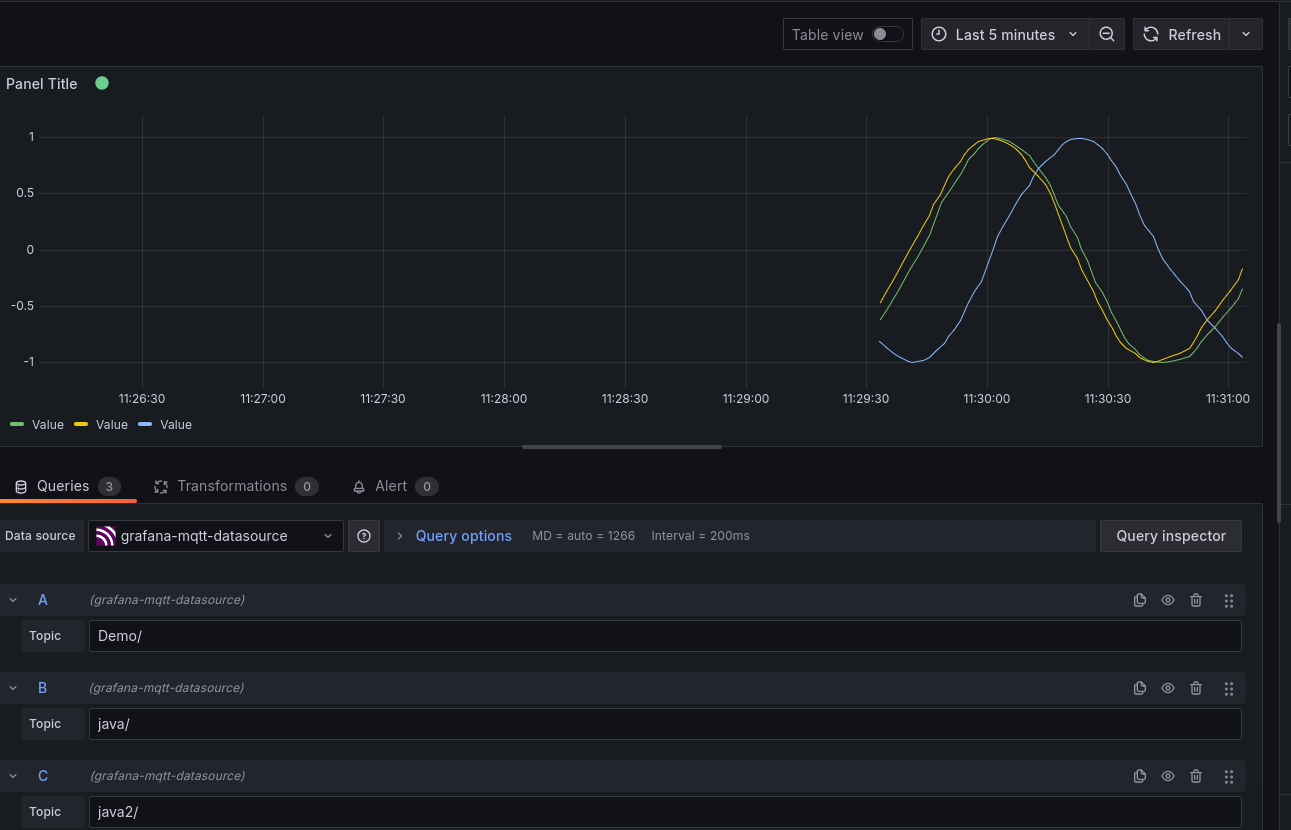 Table view Last 5 minutes Refresh
Panel Title
1
0.5
0
-0.5
-1
11:26:30 11:27:00 11:27:30 11:28:00 11:28:30 11:29:00 11:29:30 11:30:00 11:30:30 11:31:00
Value Value Value
Queries 3 Transformations 0 Alert 0
Data source grafana-mqtt-datasource Query options MD = auto = 1266 Interval = 200ms Query inspector
A (grafana-mqtt-datasource)
Topic Demo/
B (grafana-mqtt-datasource)
Topic java/
C (grafana-mqtt-datasource)
Topic java2/